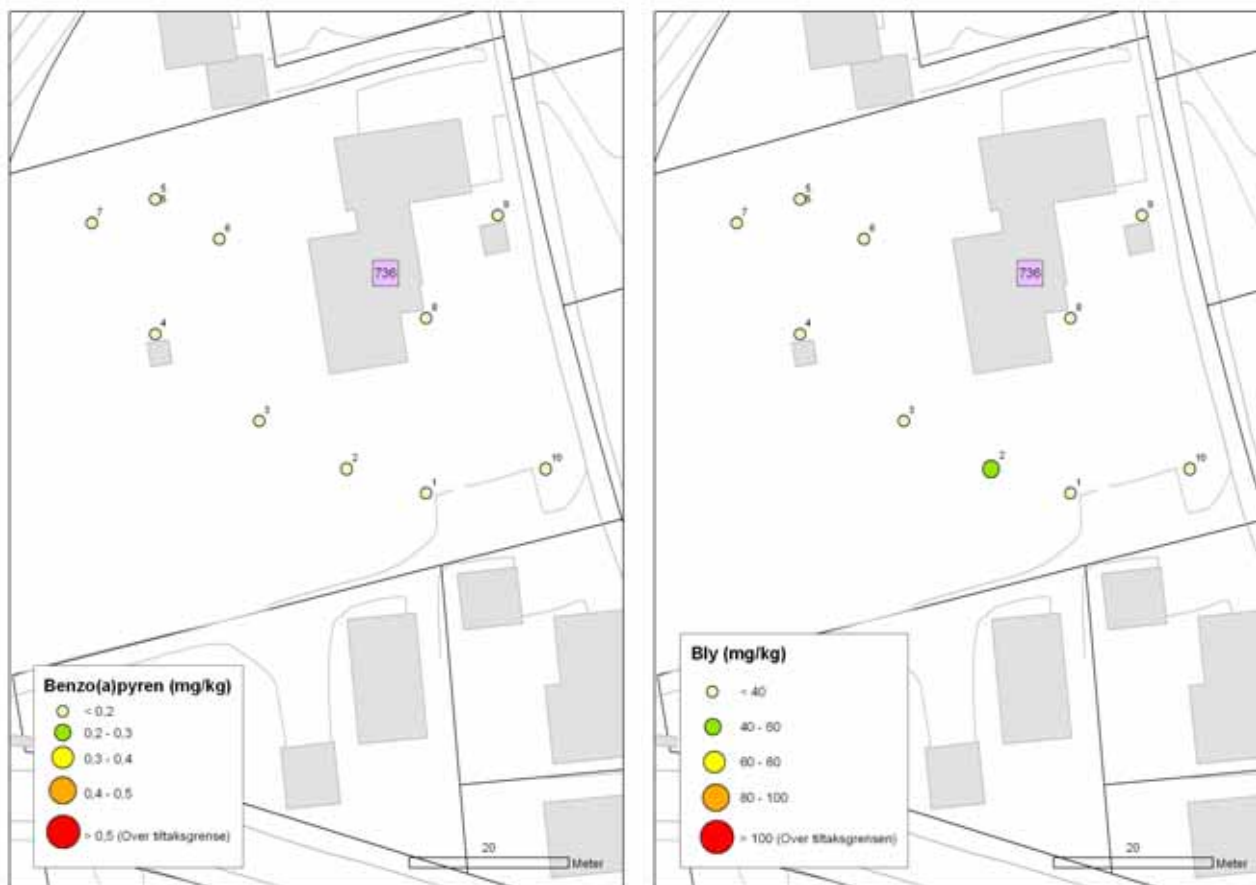 5
7
6
9
736
8
4
3
2
10
1
Benzo(a)pyren (mg/kg)
< 0,2
0,2 - 0,3
0,3 - 0,4
0,4 - 0,5
> 0,5 (Over tiltaksgrense)
20
Meter
5
7
6
9
736
8
4
3
2
10
1
Bly (mg/kg)
< 40
40 - 60
60 - 80
80 - 100
> 100 (Over tiltaksgrensen)
20
Meter